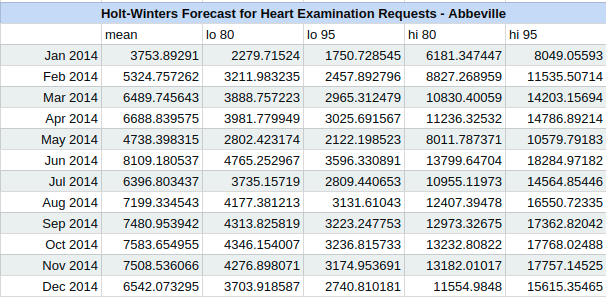 Holt-Winters Forecast for Heart Examination Requests - Abbeville
mean lo 80 lo 95 hi 80 hi 95
Jan 2014 3753.89291 2279.71524 1750.728545 6181.347447 8049.05593
Feb 2014 5324.757262 3211.983235 2457.892796 8827.268959 11535.50714
Mar 2014 6489.745643 3888.757223 2965.312479 10830.40059 14203.15694
Apr 2014 6688.839575 3981.779949 3025.691567 11236.32532 14786.89214
May 2014 4738.398315 2802.423174 2122.198523 8011.787371 10579.79183
Jun 2014 8109.180537 4765.252967 3596.330891 13799.64704 18284.97182
Jul 2014 6396.803437 3735.15719 2809.440653 10955.11973 14564.85446
Aug 2014 7199.334543 4177.381213 3131.61043 12407.39478 16550.72335
Sep 2014 7480.953942 4313.825819 3223.247753 12973.32675 17362.82042
Oct 2014 7583.654955 4346.154007 3236.815733 13232.80822 17768.02488
Nov 2014 7508.536066 4276.898071 3174.953691 13182.01017 17757.14525
Dec 2014 6542.073295 3703.918587 2740.810181 11554.9848 15615.35465